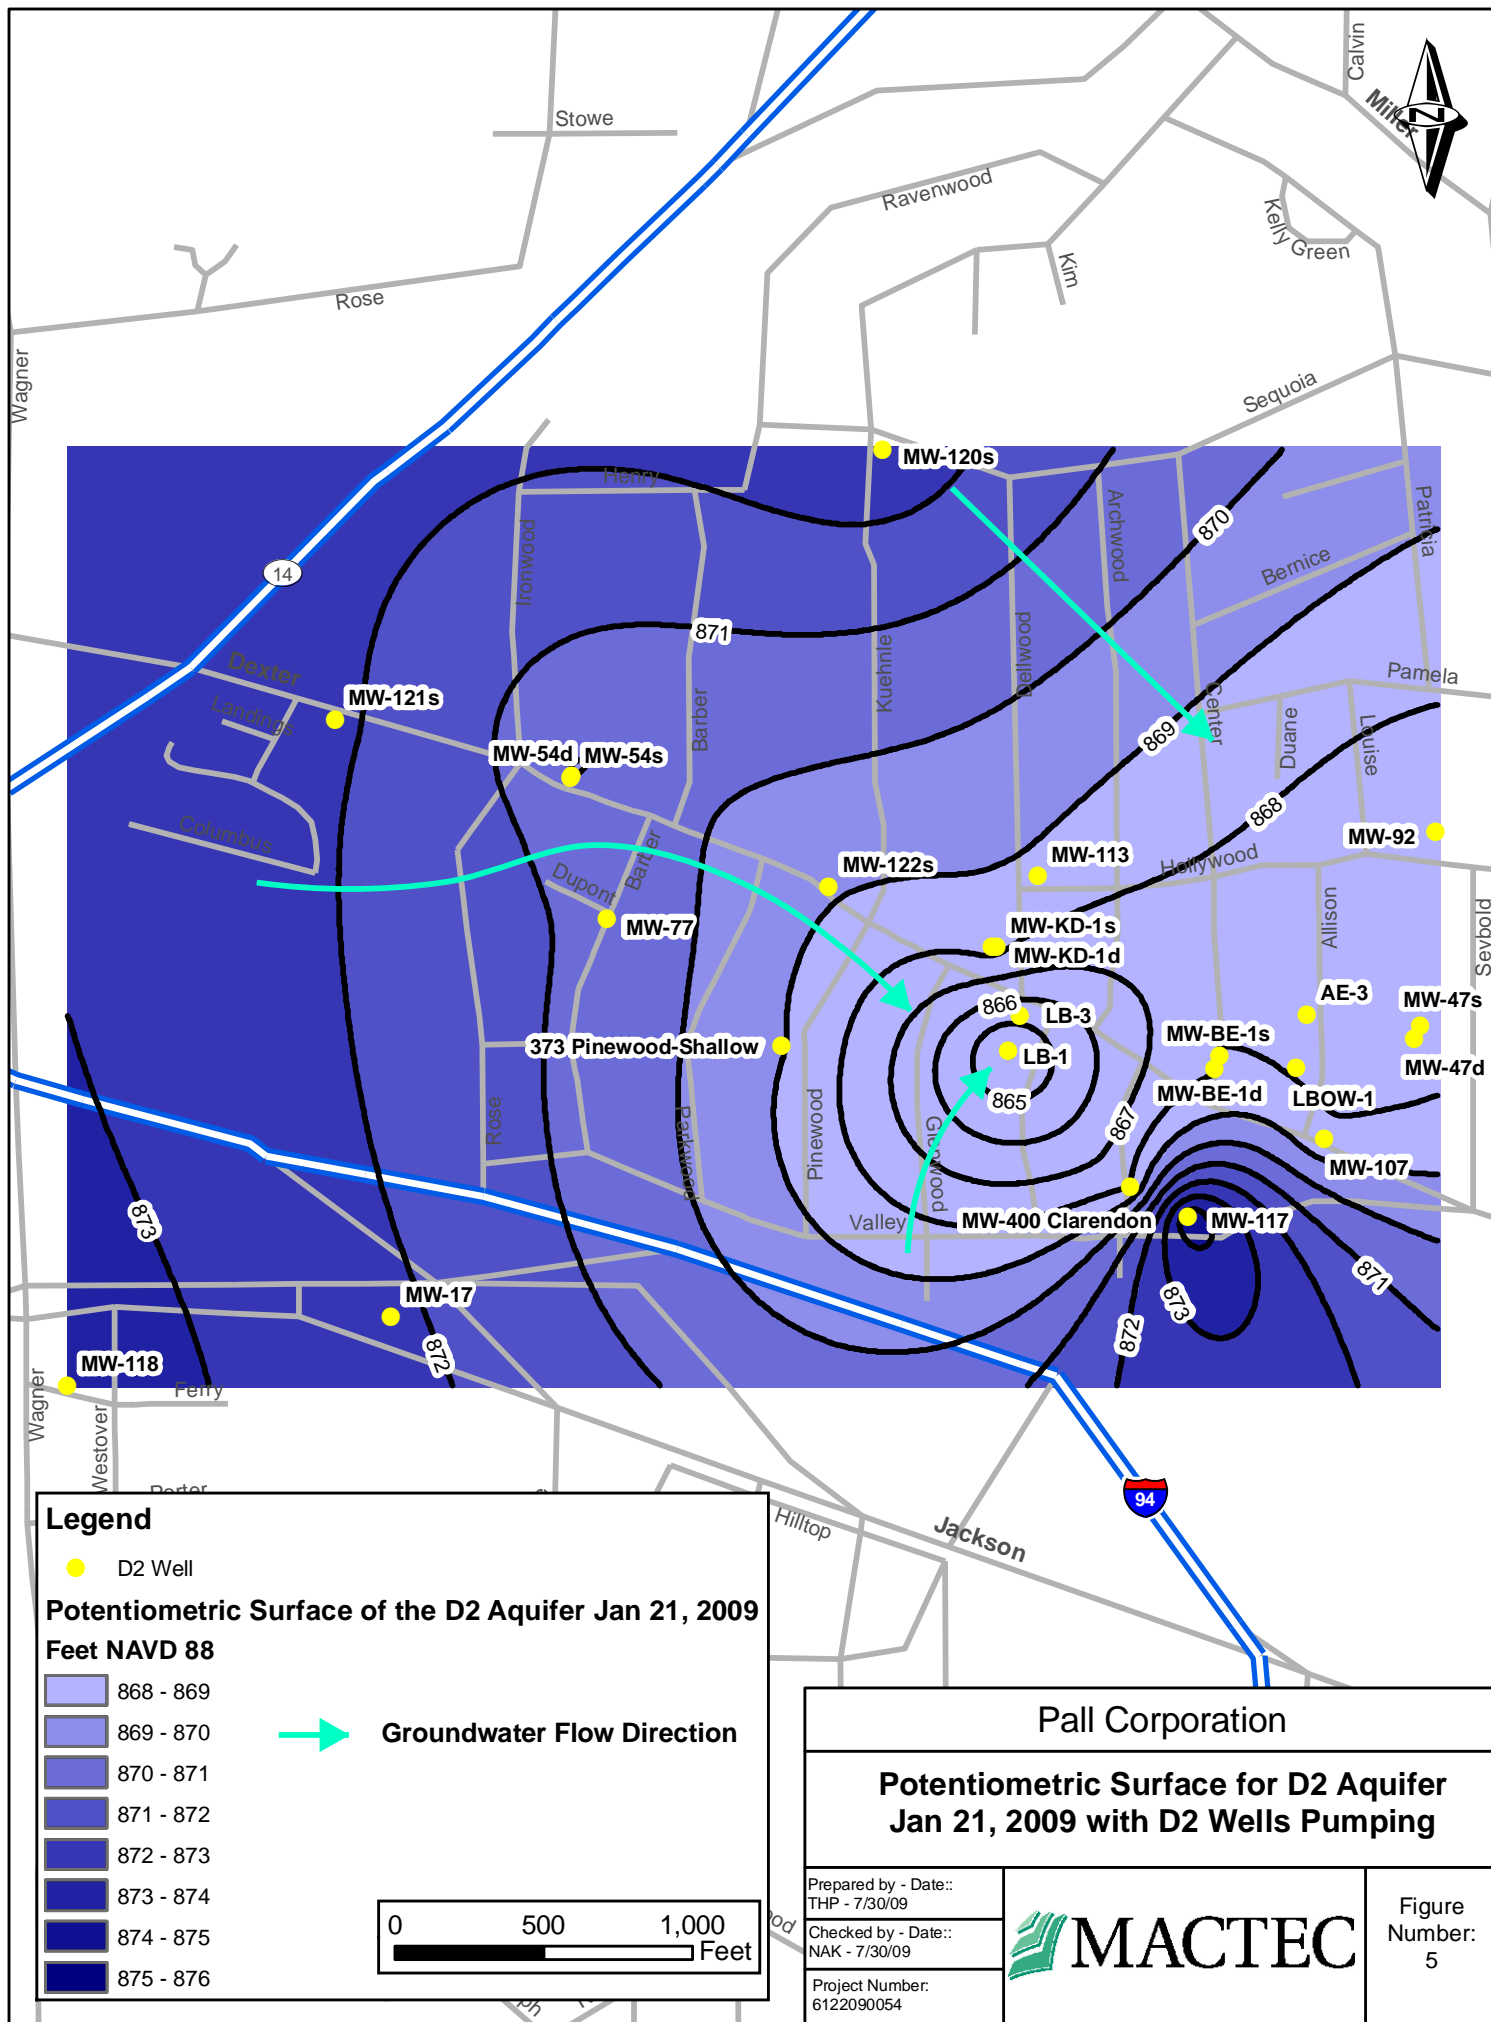 Calvin
Miller
N
Stowe
Ravenwood
Kelly Green
Kim
Rose
Wagner
Sequoia
MW-120s
Henry
Patricia
Archwood
870
Ironwood
Bernice
14
871
Kuehnle
Dellwood
Dexter
Pamela
MW-121s
Landings
Barber
Center
869
Duane
Louise
MW-54d
MW-54s
868
Columbus
MW-92
Hollywood
MW-113
Barber
MW-122s
Dupont
Allison
MW-77
MW-KD-1s
Seybold
MW-KD-1d
AE-3
866
LB-3
MW-47s
MW-BE-1s
373 Pinewood-Shallow
LB-1
MW-47d
MW-BE-1d
LBOW-1
865
Rose
Parkwood
Pinewood
Glenwood
867
MW-107
873
Valley
MW-400 Clarendon
MW-117
871
MW-17
873
872
872
MW-118
Wagner
Ferry
Westover
Porter
94
Hilltop
Jackson
Legend
D2 Well
Potentiometric Surface of the D2 Aquifer Jan 21, 2009
Feet NAVD 88
868 - 869
869 - 870
870 - 871
871 - 872
872 - 873
873 - 874
874 - 875
875 - 876
Groundwater Flow Direction
0 500 1,000
Feet
ood
ph
Pall Corporation
Potentiometric Surface for D2 Aquifer
Jan 21, 2009 with D2 Wells Pumping
Prepared by - Date::
THP - 7/30/09
Checked by - Date::
NAK - 7/30/09
Project Number:
6122090054
MACTEC
Figure
Number:
5